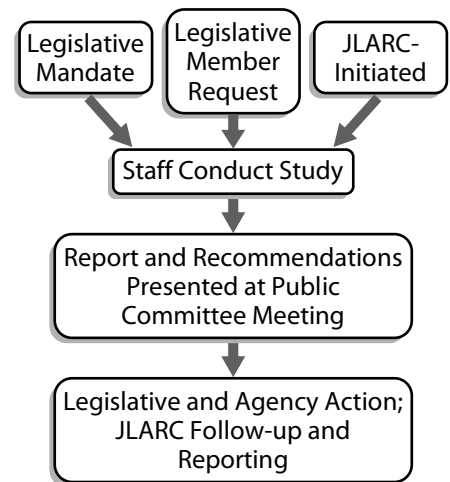 Legislative
Mandate
Legislative
Member
Request
JLARC-
Initiated
Staff Conduct Study
Report and Recommendations
Presented at Public
Committee Meeting
Legislative and Agency Action;
JLARC Follow-up and
Reporting